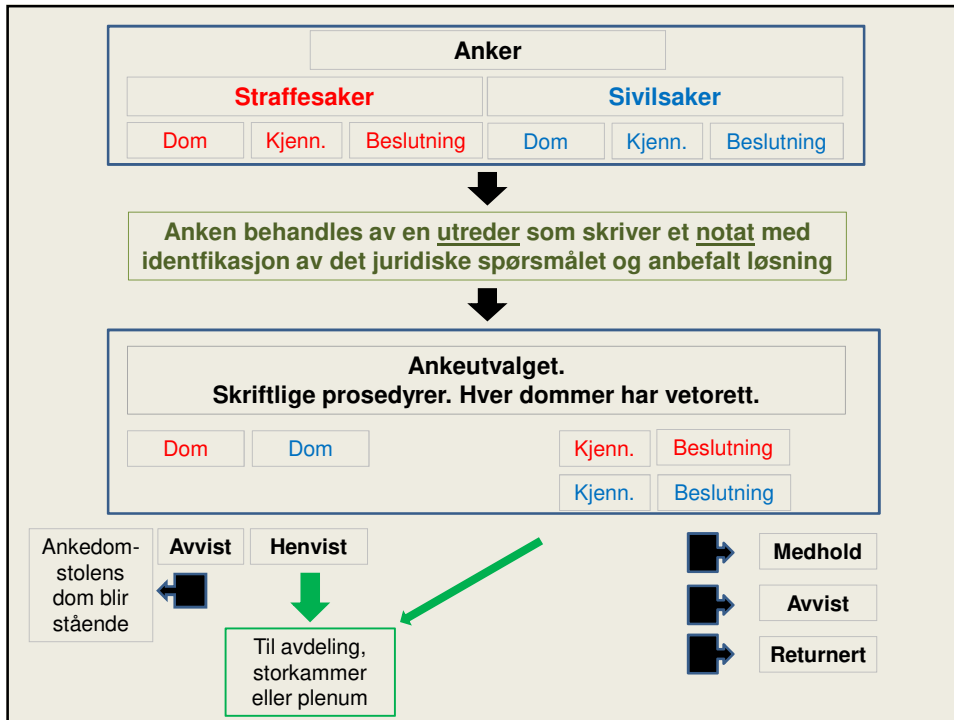 Anker
Straffesaker Sivilsaker
Dom Kjenn. Beslutning Dom Kjenn. Beslutning
Anken behandles av en utreder som skriver et notat med
identfikasjon av det juridiske spørsmålet og anbefalt løsning
Ankeutvalget.
Skriftlige prosedyrer. Hver dommer har vetorett.
Dom Dom Kjenn. Beslutning
Kjenn. Beslutning
Ankedom-
stolens
dom blir
stående
Avvist Henvist
Til avdeling,
storkammer
eller plenum
Medhold
Avvist
Returnert